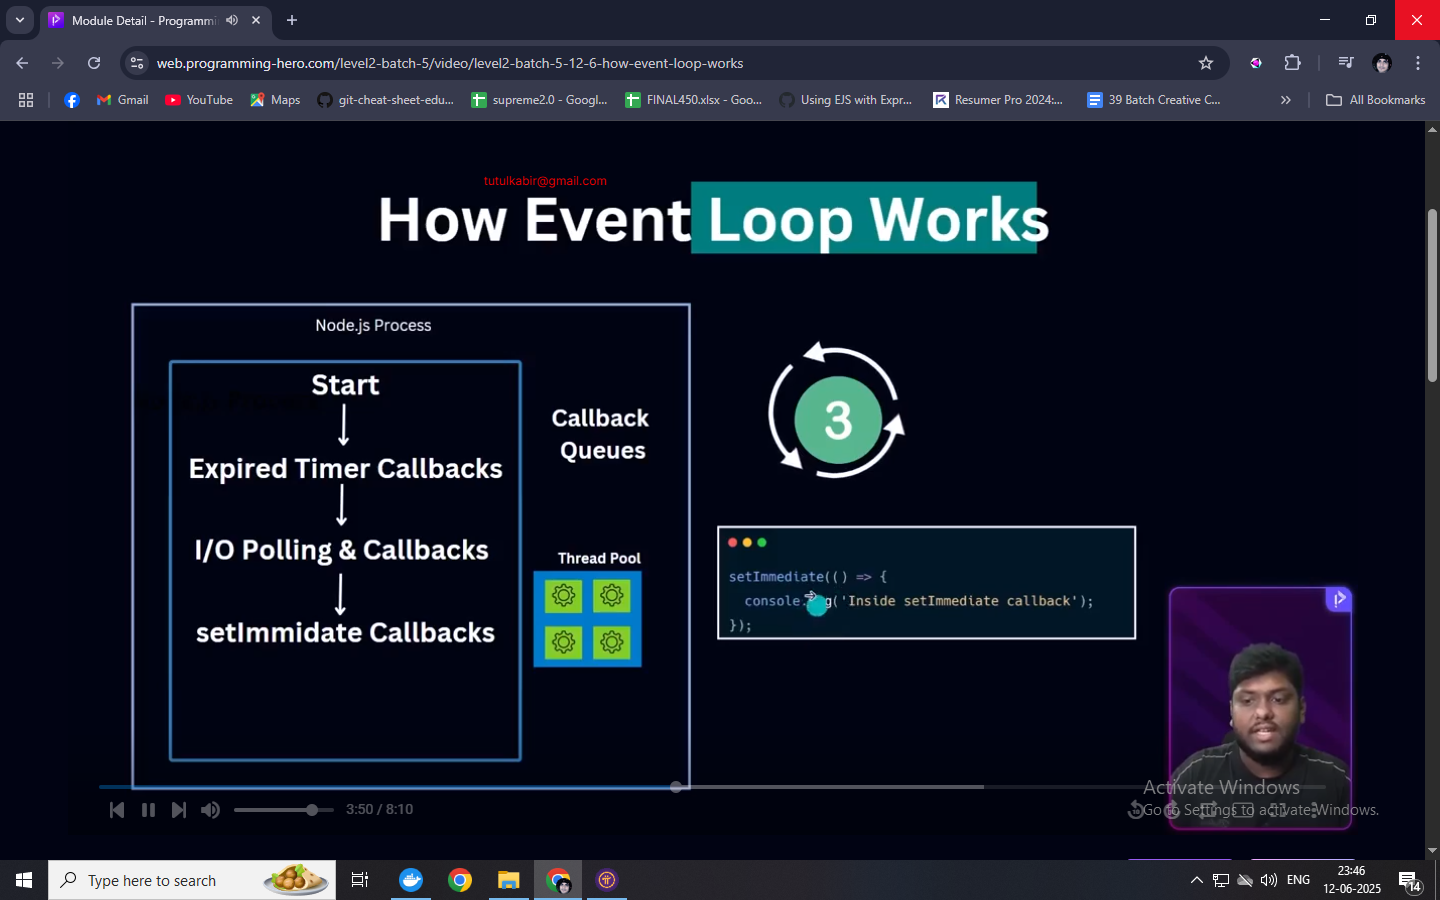 Module Detail - Programmi
web.programming-hero.com/level2-batch-5/video/level2-batch-5-12-6-how-event-loop-works
Gmail
YouTube
Maps
git-cheat-sheet-edu...
supreme2.0 - Googl...
FINAL450.xlsx - Goo...
Using EJS with Expr...
Resumer Pro 2024:...
39 Batch Creative C...
»
All Bookmarks
tutulkabir@gmail.com
How Event Loop Works
Node.js Process
Start
Expired Timer Callbacks
I/O Polling & Callbacks
setImmidate Callbacks
Callback
Queues
Thread Pool
3
setImmediate(() => {
console.    g('Inside setImmediate callback');
});
3:50 / 8:10
Activate Windows
Go to Settings to activate Windows.
Type here to search
ENG
23:46
12-06-2025
14